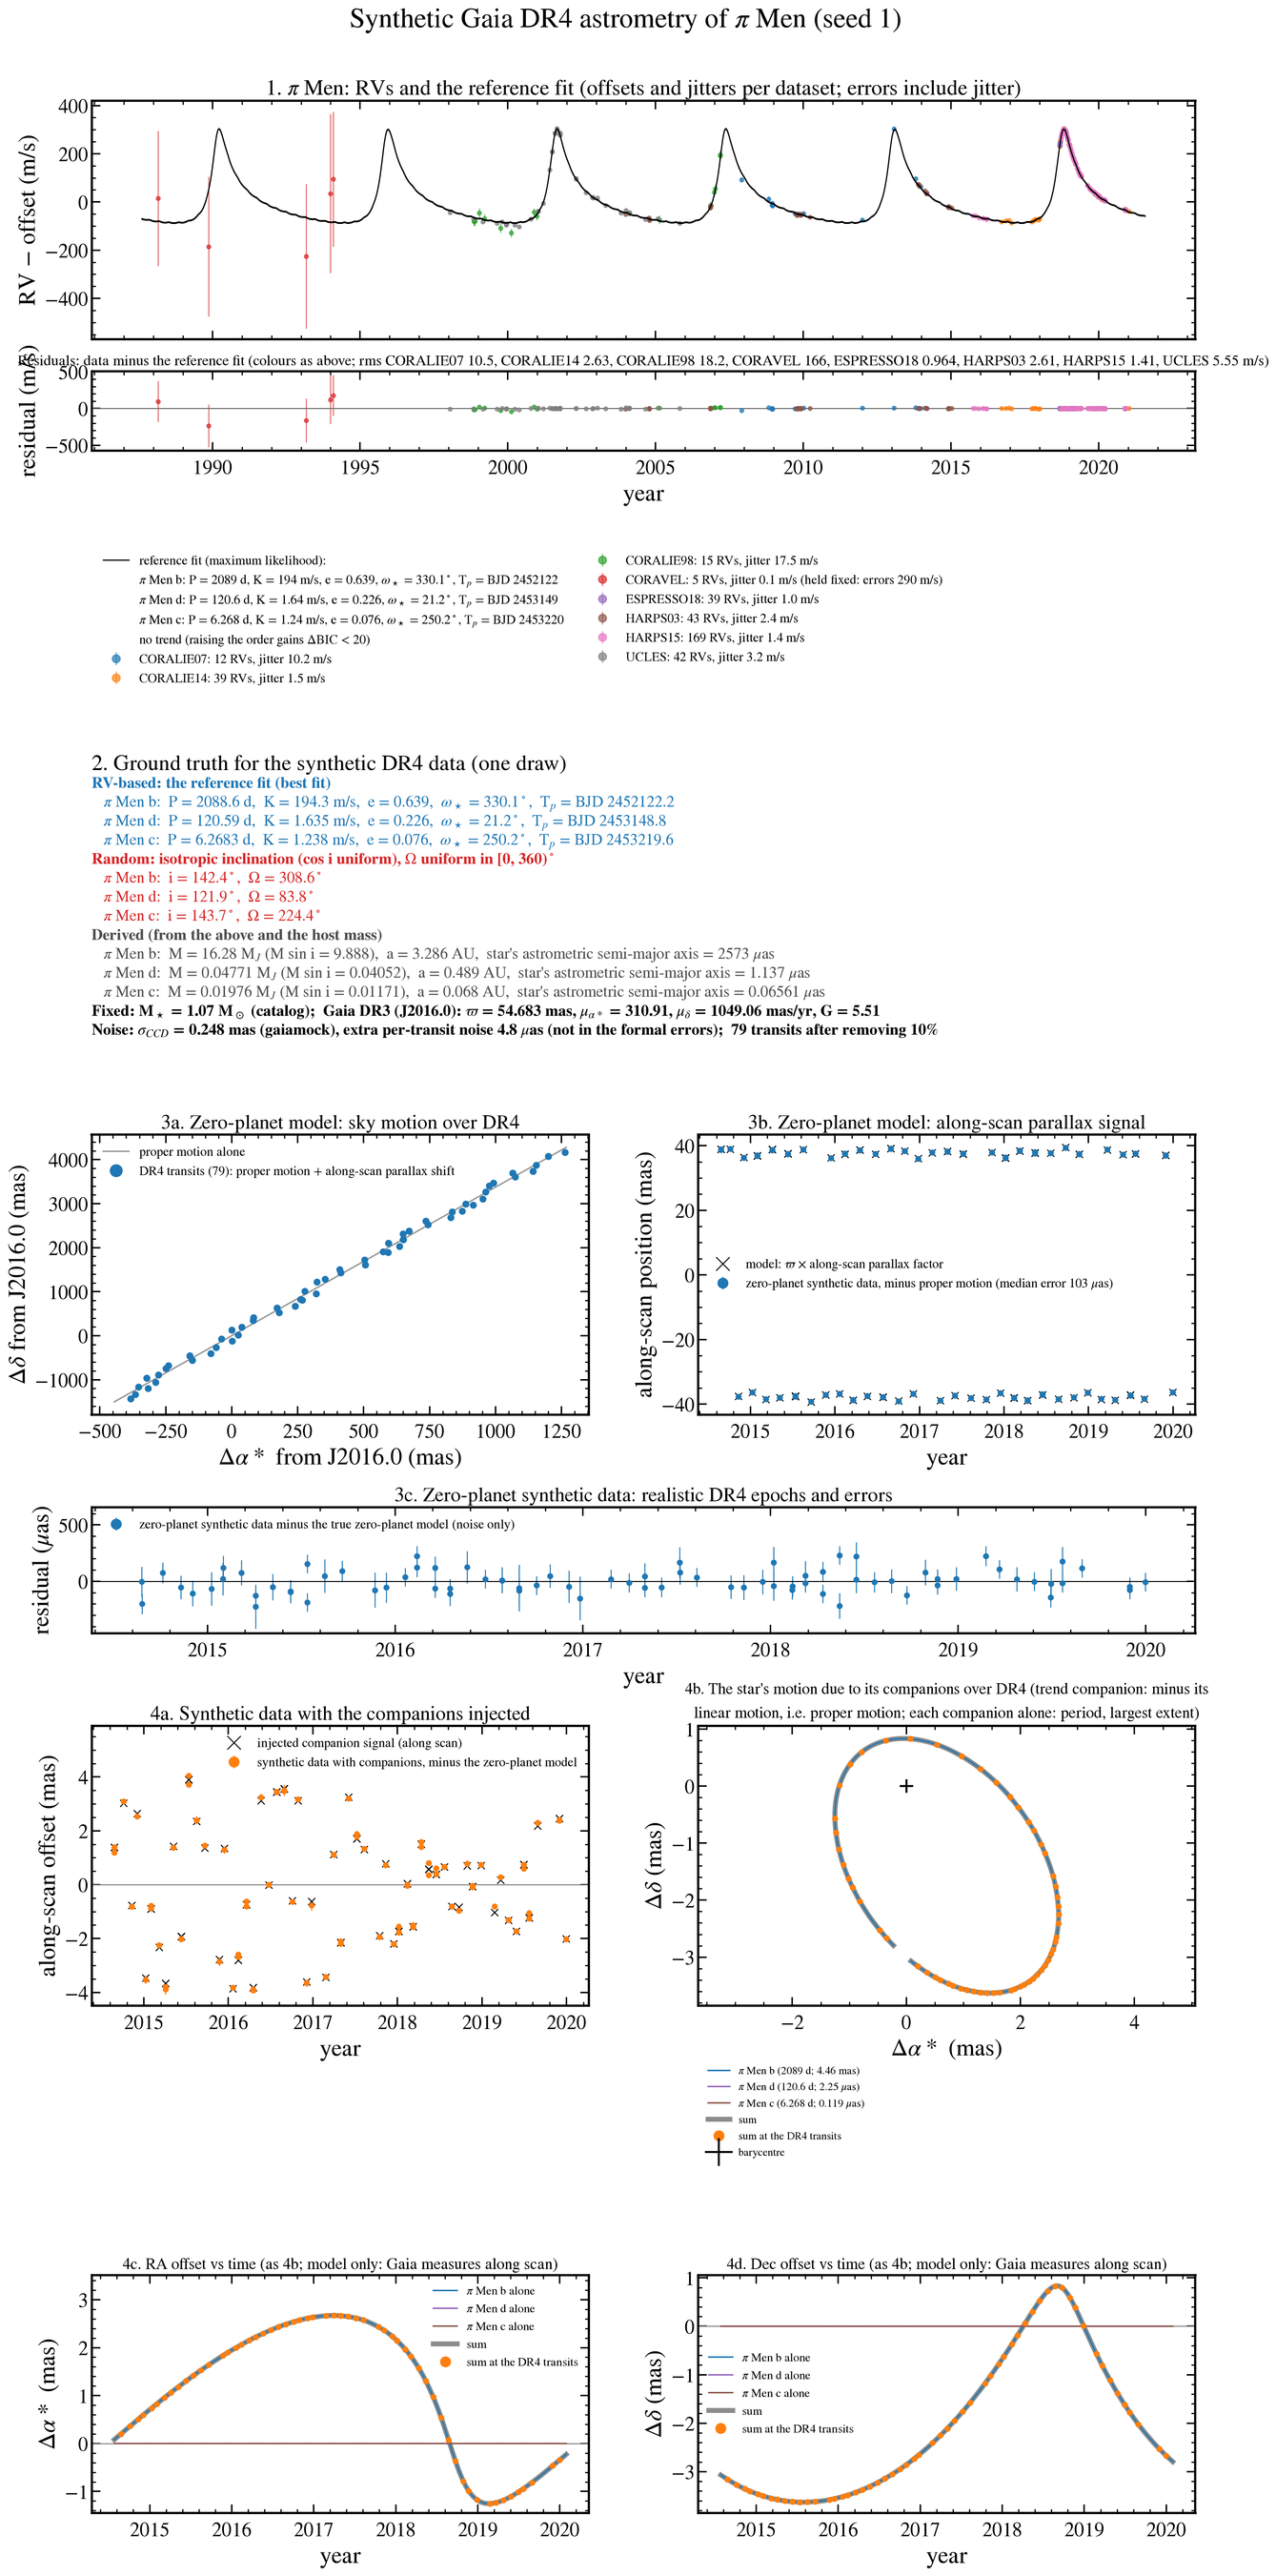 Synthetic Gaia DR4 astrometry of π Men (seed 1)
1. π Men: RVs and the reference fit (offsets and jitters per dataset; errors include jitter)
400
200
0
−200
−400
RV − offset (m/s)
Residuals: data minus the reference fit (colours as above; rms CORALIE07 10.5, CORALIE14 2.63, CORALIE98 18.2, CORAVEL 166, ESPRESSO18 0.964, HARPS03 2.61, HARPS15 1.41, UCLES 5.55 m/s)
500
0
−500
residual (m/s)
1990 1995 2000 2005 2010 2015 2020
year
reference fit (maximum likelihood):
π Men b: P = 2089 d, K = 194 m/s, e = 0.639, ω⋆ = 330.1°, Tp = BJD 2452122
π Men d: P = 120.6 d, K = 1.64 m/s, e = 0.226, ω⋆ = 21.2°, Tp = BJD 2453149
π Men c: P = 6.268 d, K = 1.24 m/s, e = 0.076, ω⋆ = 250.2°, Tp = BJD 2453220
no trend (raising the order gains ΔBIC < 20)
CORALIE07: 12 RVs, jitter 10.2 m/s
CORALIE14: 39 RVs, jitter 1.5 m/s
CORALIE98: 15 RVs, jitter 17.5 m/s
CORAVEL: 5 RVs, jitter 0.1 m/s (held fixed: errors 290 m/s)
ESPRESSO18: 39 RVs, jitter 1.0 m/s
HARPS03: 43 RVs, jitter 2.4 m/s
HARPS15: 169 RVs, jitter 1.4 m/s
UCLES: 42 RVs, jitter 3.2 m/s
2. Ground truth for the synthetic DR4 data (one draw)
RV-based: the reference fit (best fit)
π Men b: P = 2088.6 d, K = 194.3 m/s, e = 0.639, ω⋆ = 330.1°, Tp = BJD 2452122.2
π Men d: P = 120.59 d, K = 1.635 m/s, e = 0.226, ω⋆ = 21.2°, Tp = BJD 2453148.8
π Men c: P = 6.2683 d, K = 1.238 m/s, e = 0.076, ω⋆ = 250.2°, Tp = BJD 2453219.6
Random: isotropic inclination (cos i uniform), Ω uniform in [0, 360)°
π Men b: i = 142.4°, Ω = 308.6°
π Men d: i = 121.9°, Ω = 83.8°
π Men c: i = 143.7°, Ω = 224.4°
Derived (from the above and the host mass)
π Men b: M = 16.28 MJ (M sin i = 9.888), a = 3.286 AU, star's astrometric semi-major axis = 2573 μas
π Men d: M = 0.04771 MJ (M sin i = 0.04052), a = 0.489 AU, star's astrometric semi-major axis = 1.137 μas
π Men c: M = 0.01976 MJ (M sin i = 0.01171), a = 0.068 AU, star's astrometric semi-major axis = 0.06561 μas
Fixed: M⋆ = 1.07 M⊙ (catalog); Gaia DR3 (J2016.0): ϖ = 54.683 mas, μα* = 310.91, μδ = 1049.06 mas/yr, G = 5.51
Noise: σCCD = 0.248 mas (gaiamock), extra per-transit noise 4.8 μas (not in the formal errors); 79 transits after removing 10%
3a. Zero-planet model: sky motion over DR4
proper motion alone
DR4 transits (79): proper motion + along-scan parallax shift
4000
3000
2000
1000
0
−1000
Δδ from J2016.0 (mas)
−500 −250 0 250 500 750 1000 1250
Δα* from J2016.0 (mas)
3b. Zero-planet model: along-scan parallax signal
40
20
0
−20
−40
along-scan position (mas)
model: ϖ × along-scan parallax factor
zero-planet synthetic data, minus proper motion (median error 103 μas)
2015 2016 2017 2018 2019 2020
year
3c. Zero-planet synthetic data: realistic DR4 epochs and errors
zero-planet synthetic data minus the true zero-planet model (noise only)
500
0
residual (μas)
2015 2016 2017 2018 2019 2020
year
4a. Synthetic data with the companions injected
injected companion signal (along scan)
synthetic data with companions, minus the zero-planet model
4
2
0
−2
−4
along-scan offset (mas)
2015 2016 2017 2018 2019 2020
year
4b. The star's motion due to its companions over DR4 (trend companion: minus its
linear motion, i.e. proper motion; each companion alone: period, largest extent)
1
0
−1
−2
−3
Δδ (mas)
−2 0 2 4
Δα* (mas)
π Men b (2089 d; 4.46 mas)
π Men d (120.6 d; 2.25 μas)
π Men c (6.268 d; 0.119 μas)
sum
sum at the DR4 transits
barycentre
4c. RA offset vs time (as 4b; model only: Gaia measures along scan)
π Men b alone
π Men d alone
π Men c alone
sum
sum at the DR4 transits
3
2
1
0
−1
Δα* (mas)
2015 2016 2017 2018 2019 2020
year
4d. Dec offset vs time (as 4b; model only: Gaia measures along scan)
1
0
−1
−2
−3
Δδ (mas)
π Men b alone
π Men d alone
π Men c alone
sum
sum at the DR4 transits
2015 2016 2017 2018 2019 2020
year